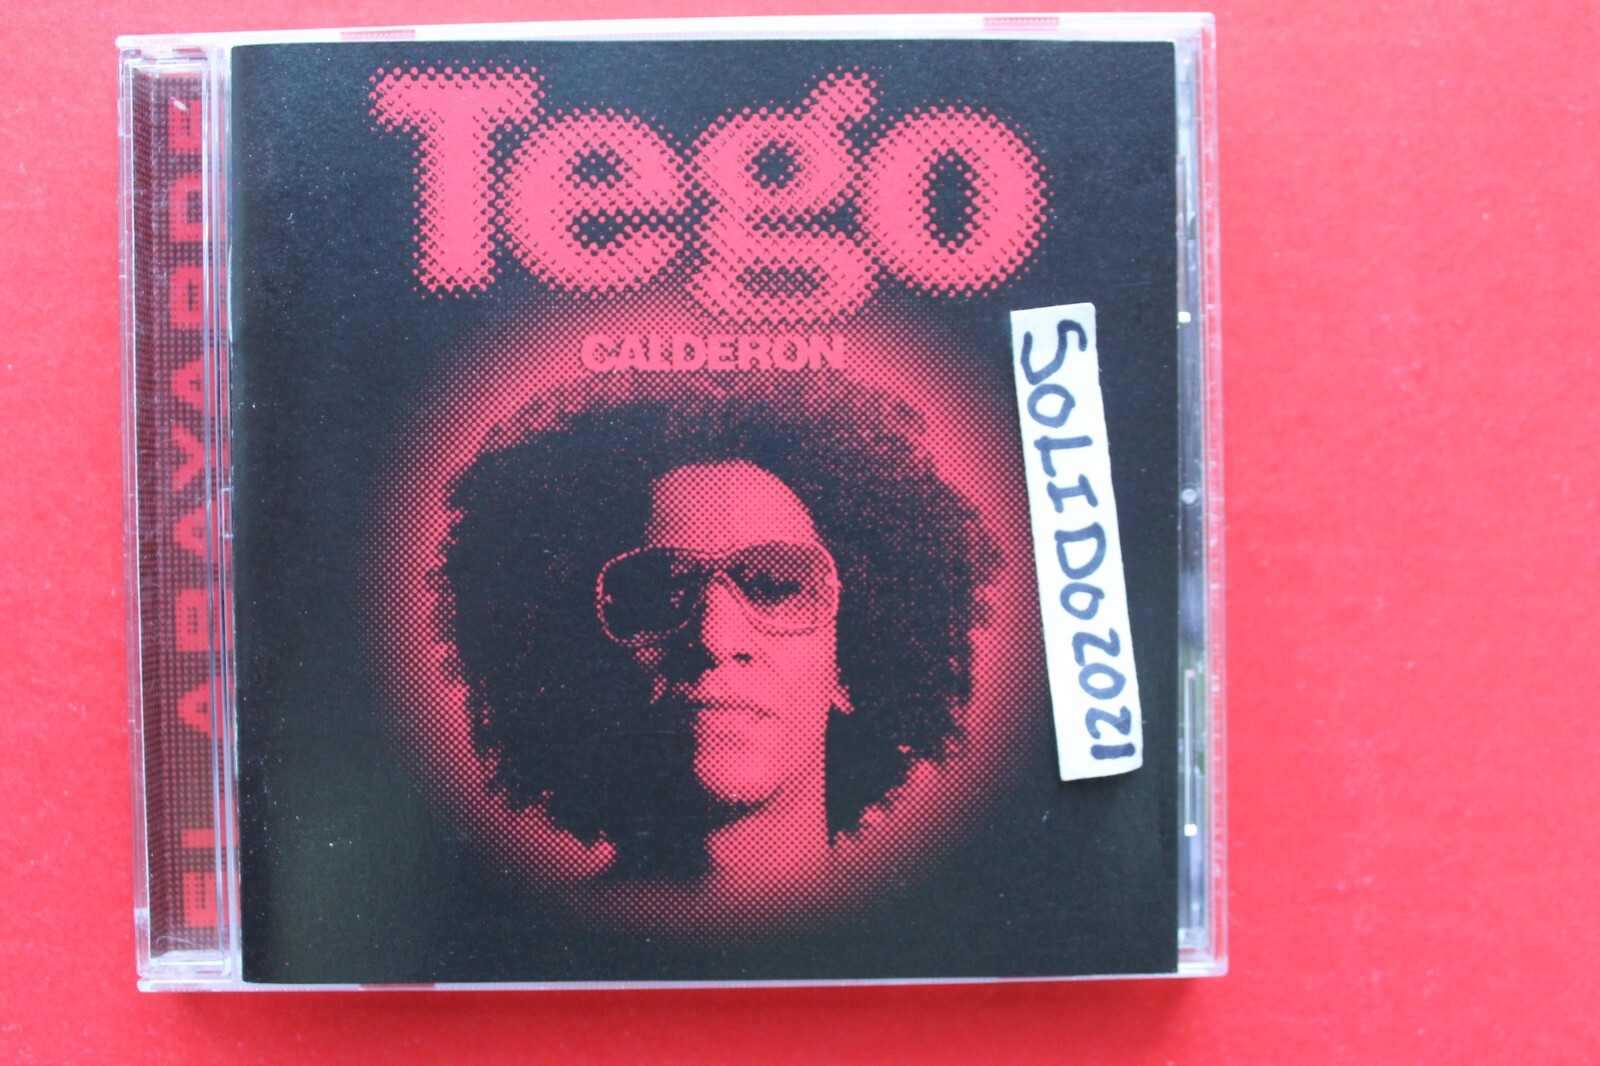 Tego
CALDERON
SOLIDO2021
EL ABAYARDE